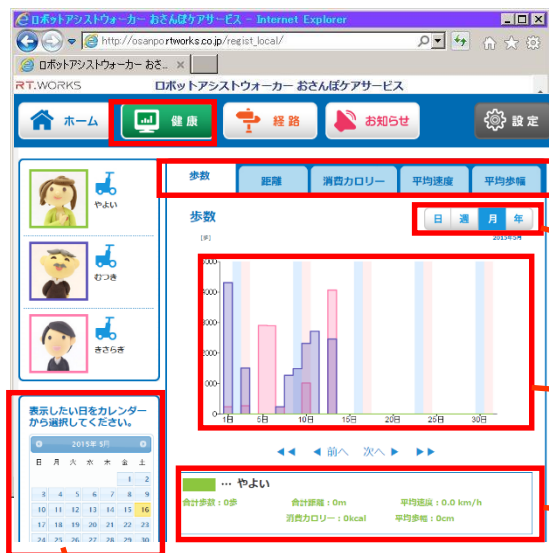 ロボットアシストウォーカー おさんぽケアサービス - Internet Explorer
http://osanpo.rtworks.co.jp/regist_local/
ロボットアシストウォーカー おさ... ×
RT.WORKS ロボットアシストウォーカー おさんぽケアサービス
ホーム 健康 経路 お知らせ 設定
歩数 距離 消費カロリー 平均速度 平均歩幅
やよい
むつき
きさらぎ
歩数
日 週 月 年
[歩] 2015年5月
5000
4000
3000
2000
1000
0
1日 5日 10日 15日 20日 25日 30日
◀◀ ◀ 前へ 次へ ▶ ▶▶
表示したい日をカレンダー
から選択してください。
2015年 5月
日 月 火 水 木 金 土
1 2
3 4 5 6 7 8 9
10 11 12 13 14 15 16
17 18 19 20 21 22 23
24 25 26 27 28 29 30
… やよい
合計歩数：0歩 合計距離：0m 平均速度：0.0 km/h
消費カロリー：0kcal 平均歩幅：0cm